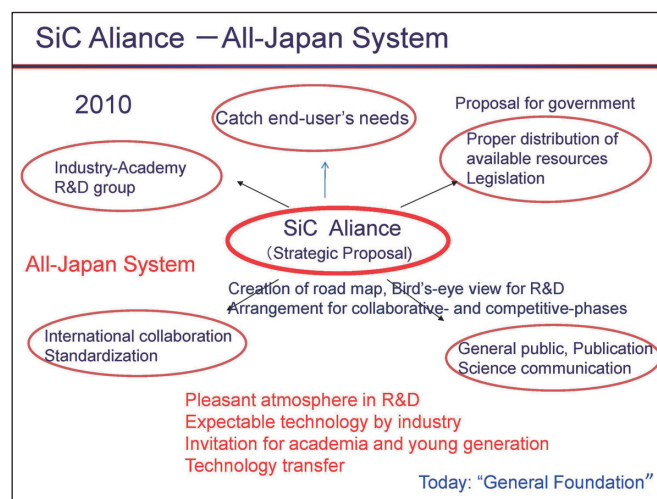 SiC Aliance －All-Japan System
2010
Catch end-user's needs
Proposal for government
Industry-Academy
R&D group
Proper distribution of
available resources
Legislation
SiC Aliance
(Strategic Proposal)
All-Japan System
Creation of road map, Bird's-eye view for R&D
Arrangement for collaborative- and competitive-phases
International collaboration
Standardization
General public, Publication
Science communication
Pleasant atmosphere in R&D
Expectable technology by industry
Invitation for academia and young generation
Technology transfer
Today: “General Foundation”